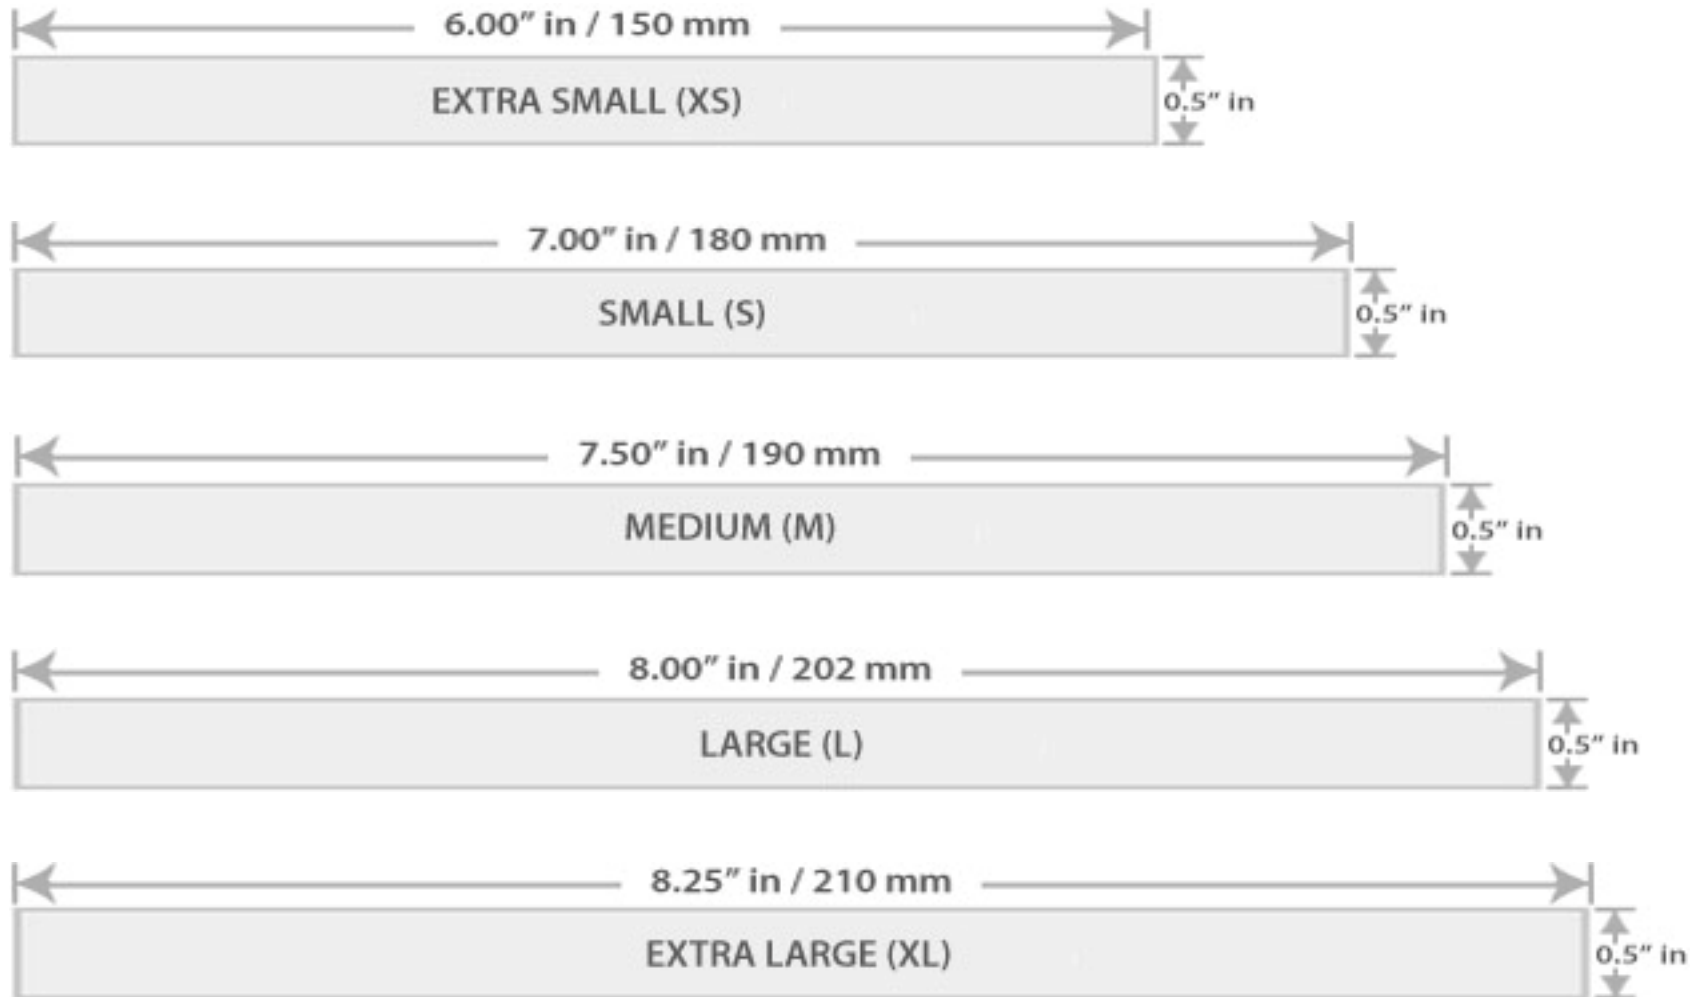 6.00″ in / 150 mm
EXTRA SMALL (XS)
0.5″ in
7.00″ in / 180 mm
SMALL (S)
0.5″ in
7.50″ in / 190 mm
MEDIUM (M)
0.5″ in
8.00″ in / 202 mm
LARGE (L)
0.5″ in
8.25″ in / 210 mm
EXTRA LARGE (XL)
0.5″ in